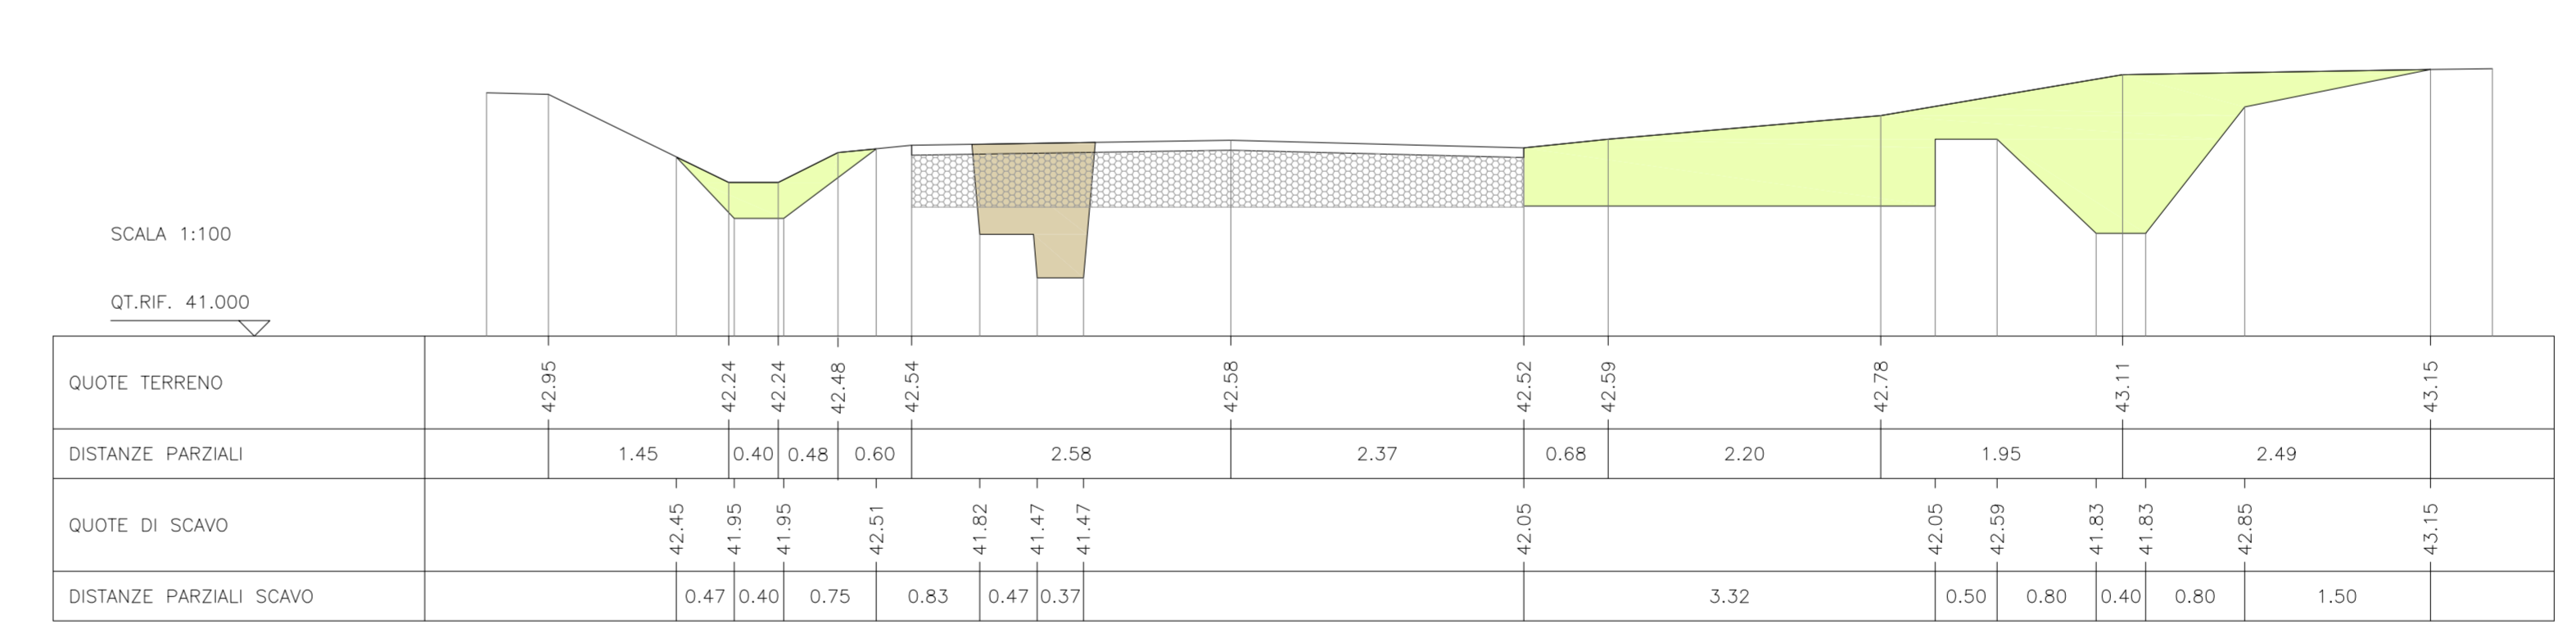 SCALA 1:100
QT.RIF. 41.000
QUOTE TERRENO 42.95 42.24 42.24 42.48 42.54 42.58 42.52 42.59 42.78 43.11 43.15
DISTANZE PARZIALI 1.45 0.40 0.48 0.60 2.58 2.37 0.68 2.20 1.95 2.49
QUOTE DI SCAVO 42.45 41.95 41.95 42.51 41.82 41.47 41.47 42.05 42.05 42.59 41.83 41.83 42.85 43.15
DISTANZE PARZIALI SCAVO 0.47 0.40 0.75 0.83 0.47 0.37 3.32 0.50 0.80 0.40 0.80 1.50